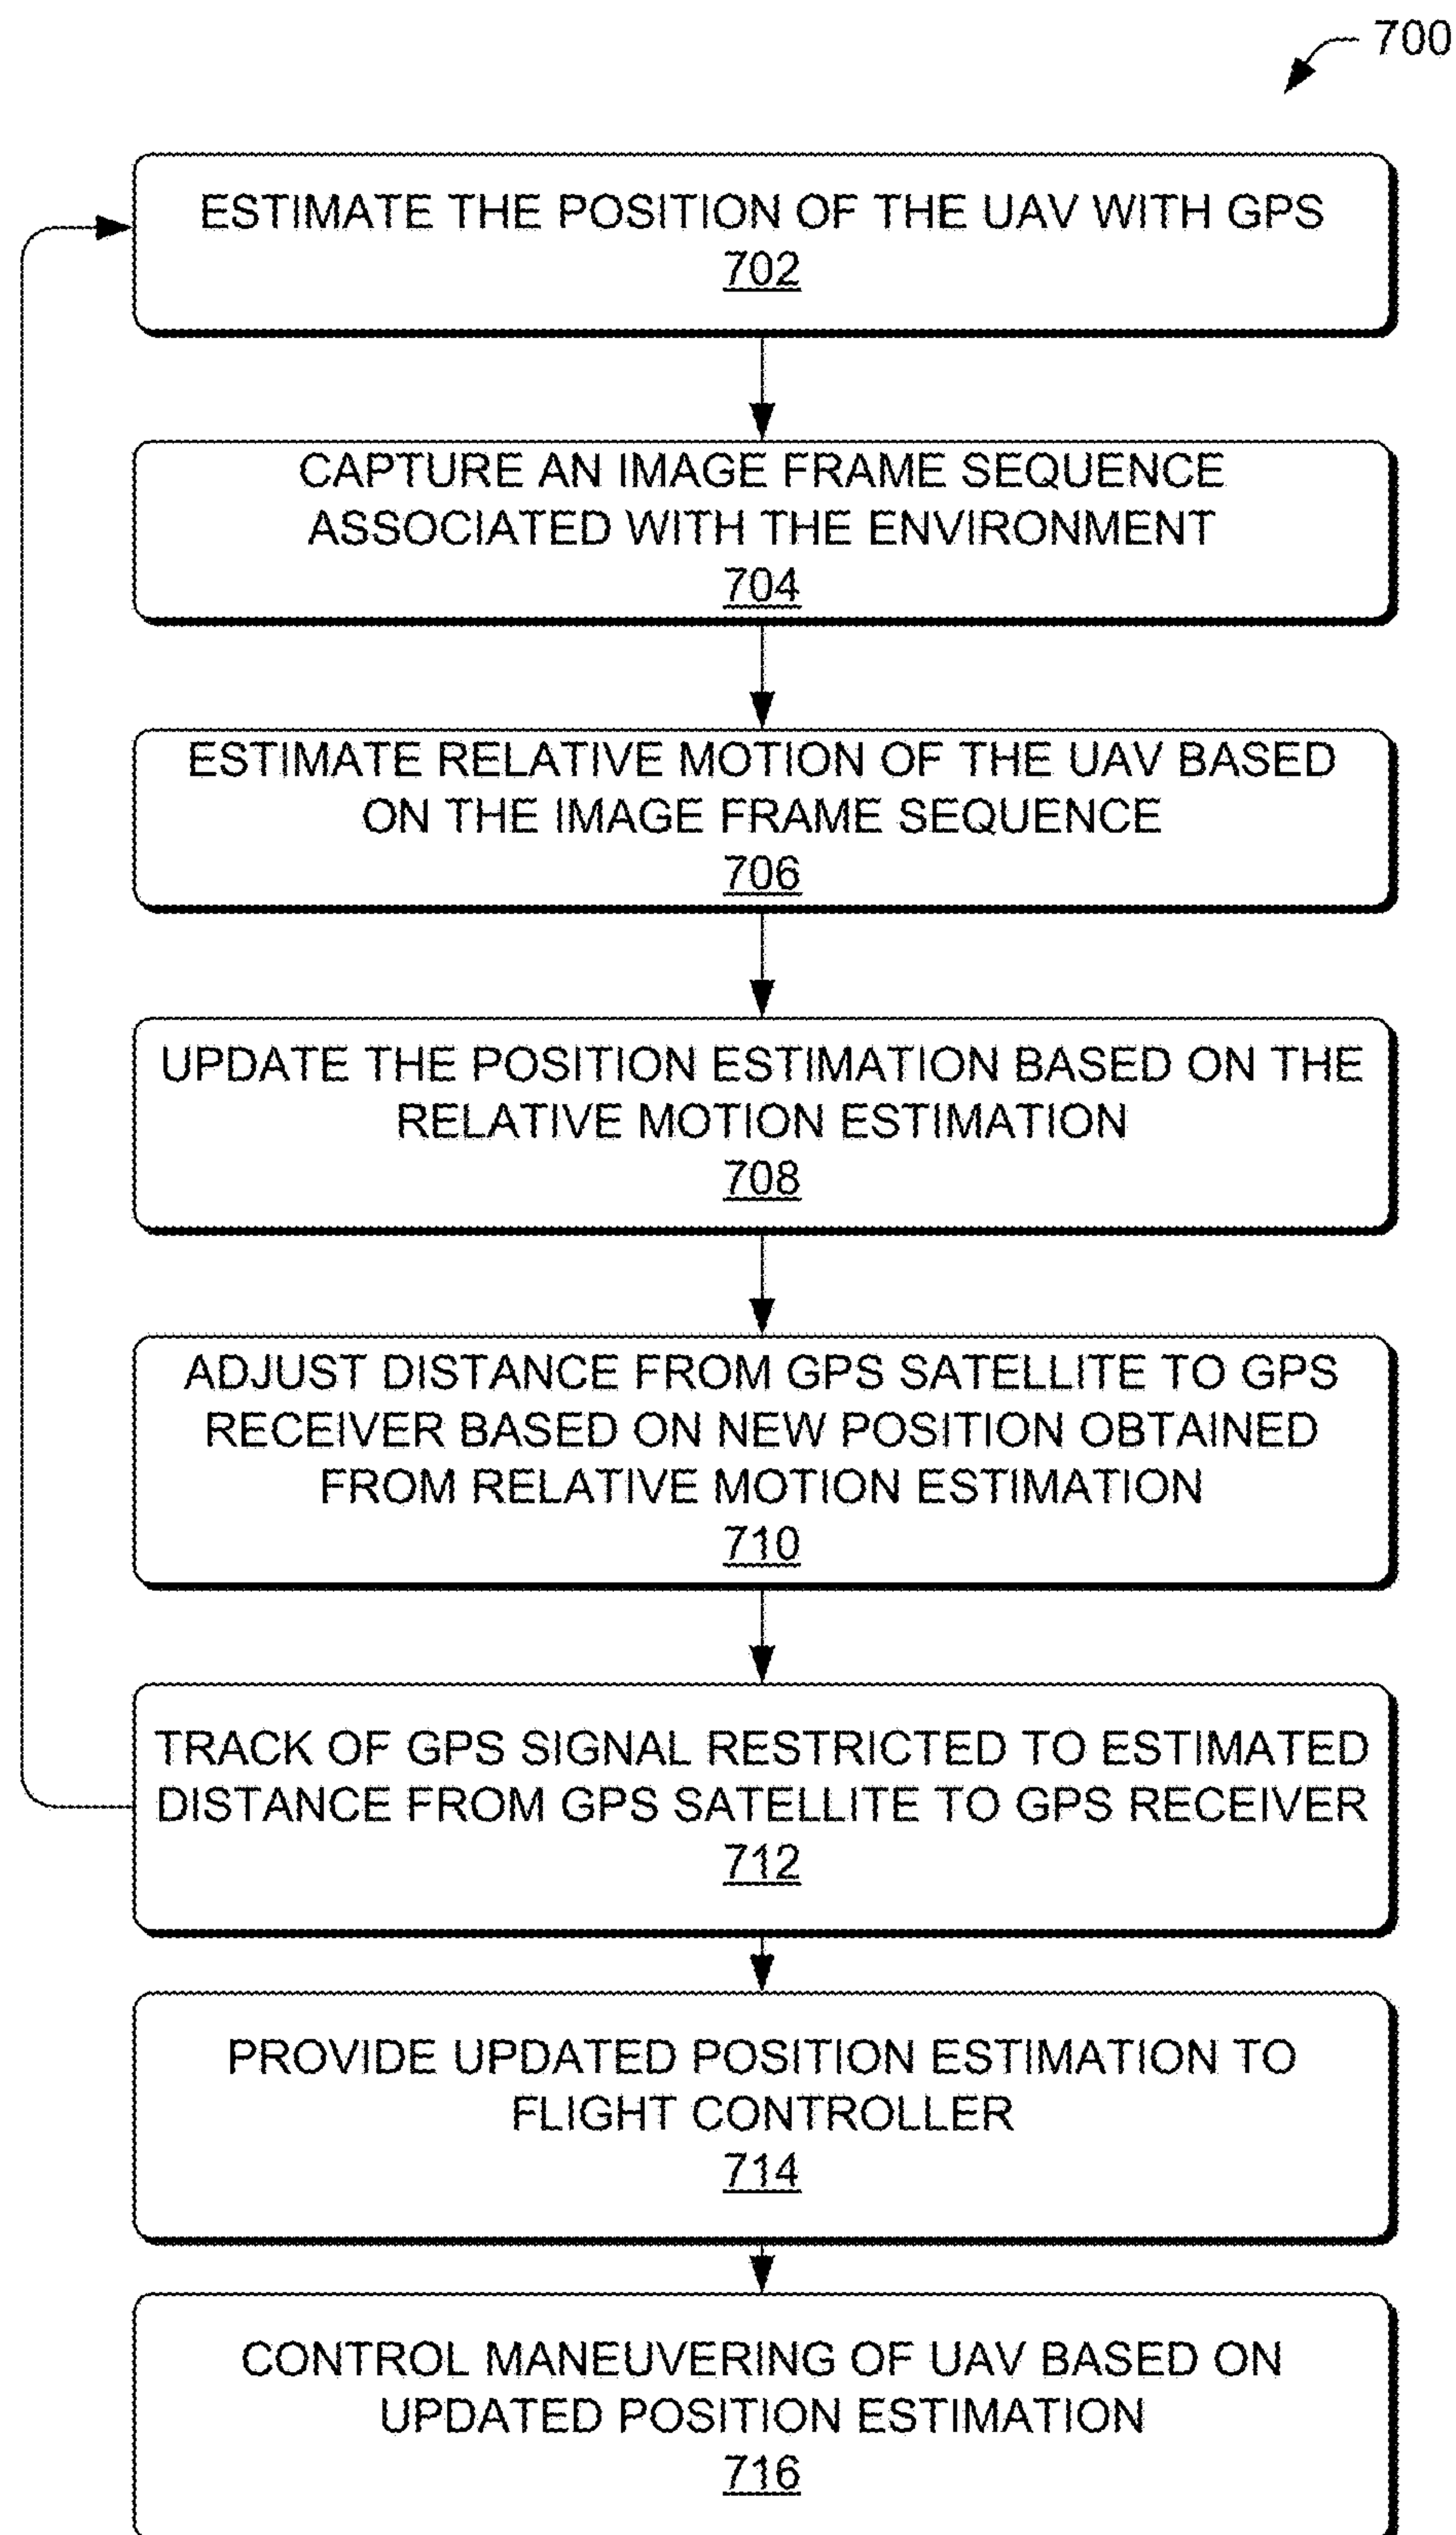 700
ESTIMATE THE POSITION OF THE UAV WITH GPS
702
CAPTURE AN IMAGE FRAME SEQUENCE
ASSOCIATED WITH THE ENVIRONMENT
704
ESTIMATE RELATIVE MOTION OF THE UAV BASED
ON THE IMAGE FRAME SEQUENCE
706
UPDATE THE POSITION ESTIMATION BASED ON THE
RELATIVE MOTION ESTIMATION
708
ADJUST DISTANCE FROM GPS SATELLITE TO GPS
RECEIVER BASED ON NEW POSITION OBTAINED
FROM RELATIVE MOTION ESTIMATION
710
TRACK OF GPS SIGNAL RESTRICTED TO ESTIMATED
DISTANCE FROM GPS SATELLITE TO GPS RECEIVER
712
PROVIDE UPDATED POSITION ESTIMATION TO
FLIGHT CONTROLLER
714
CONTROL MANEUVERING OF UAV BASED ON
UPDATED POSITION ESTIMATION
716